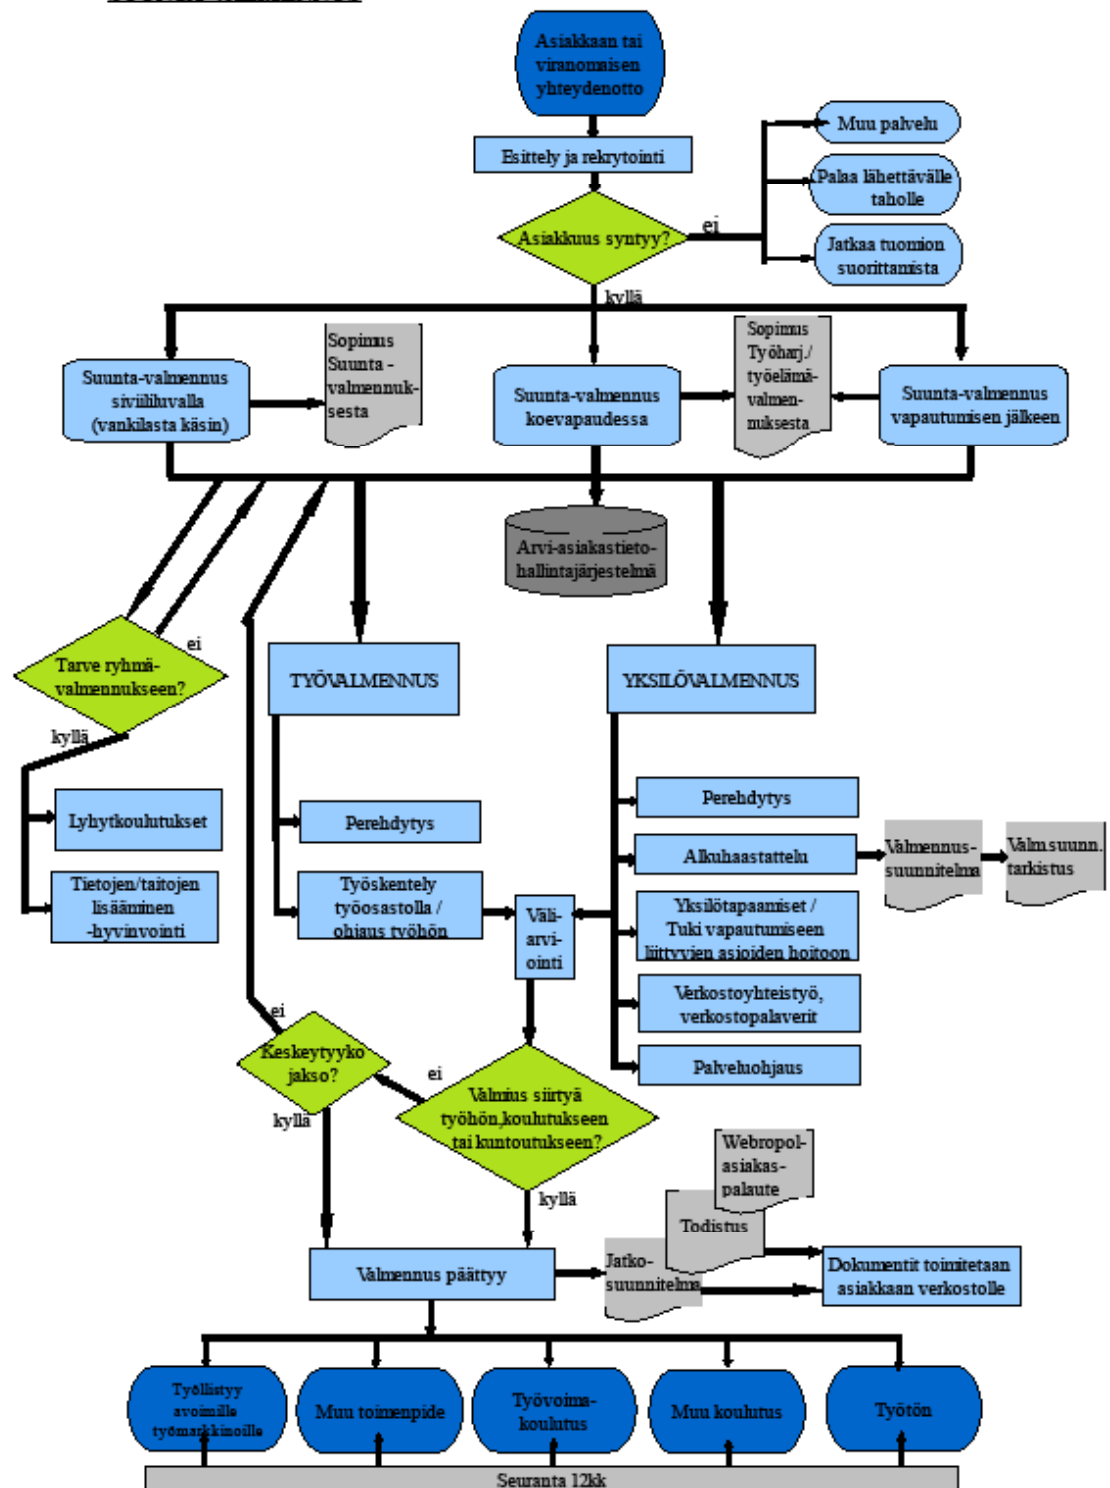 Asiakkaan tai
viranomaisen
yhteydenotto
Esittely ja rekrytointi
Muu palvelu
Palaa lähettävälle
taholle
Jatkaa tuomion
suorittamista
Asiakkuus syntyy?
ei
kyllä
Suunta-valmennus
siviililuvalla
(vankilasta käsin)
Sopimus
Suunta -
valmennuk-
sesta
Suunta-valmennus
koevapaudessa
Sopimus
Työharj./
työelämä-
valmen-
nuksesta
Suunta-valmennus
vapautumisen jälkeen
Arvi-asiakastieto-
hallintajärjestelmä
Tarve ryhmä-
valmennukseen?
ei
kyllä
TYÖVALMENNUS
YKSILÖVALMENNUS
Lyhytkoulutukset
Tietojen/taitojen
lisääminen
-hyvinvointi
Perehdytys
Työskentely
työosastolla /
ohjaus työhön
Väli-
arvi-
ointi
Perehdytys
Alkuhaastattelu
Valmennus-
suunnitelma
Valm.suunn.
tarkistus
Yksilötapaamiset /
Tuki vapautumiseen
liittyvien asioiden hoitoon
Verkostoyhteistyö,
verkostopalaverit
Palveluohjaus
ei
Keskeytyykö
jakso?
kyllä
ei
Valmius siirtyä
työhön,koulutukseen
tai kuntoutukseen?
kyllä
Webropol-
asiakas-
palaute
Todistus
Jatko-
suunnitelma
Valmennus päättyy
Dokumentit toimitetaan
asiakkaan verkostolle
Työllistyy
avoimille
työmarkkinoille
Muu toimenpide
Työvoima-
koulutus
Muu koulutus
Työtön
Seuranta 12kk